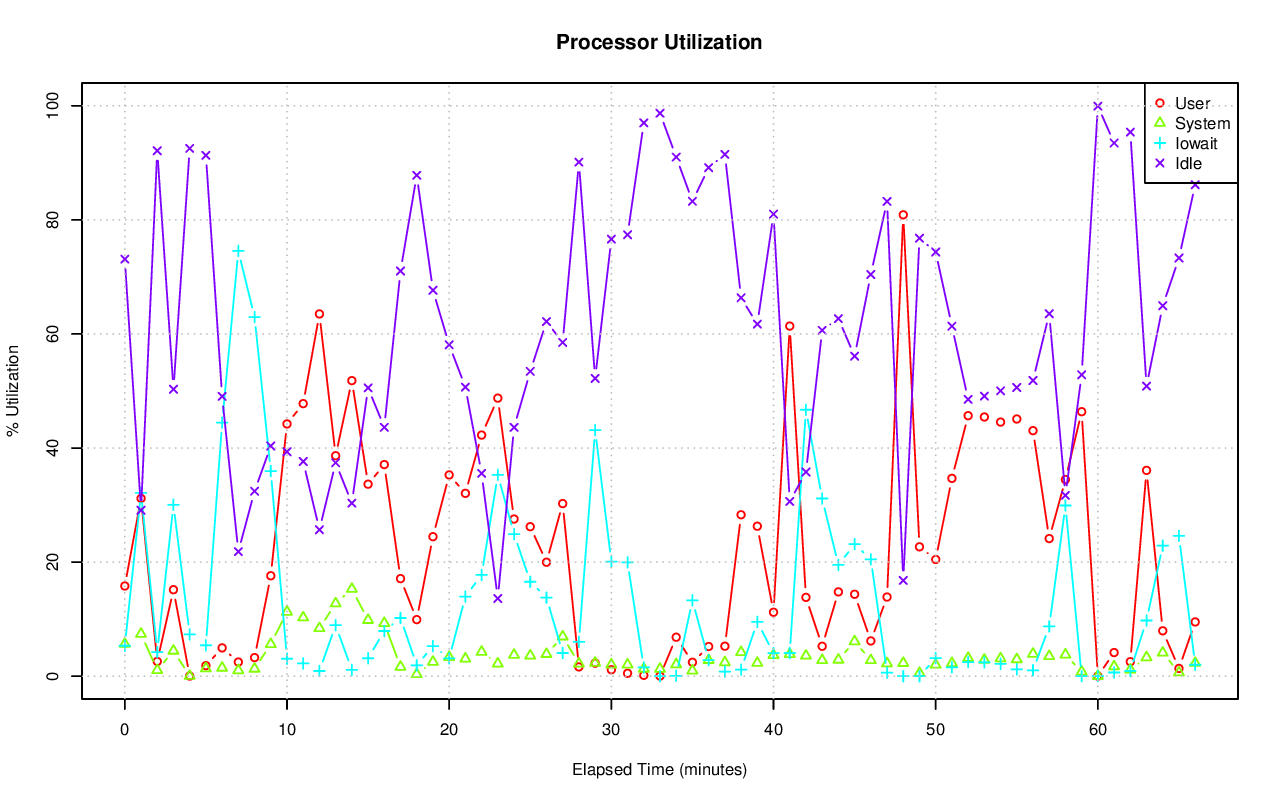 Processor Utilization
% Utilization
100
80
60
40
20
0
User
System
Iowait
Idle
0 10 20 30 40 50 60
Elapsed Time (minutes)